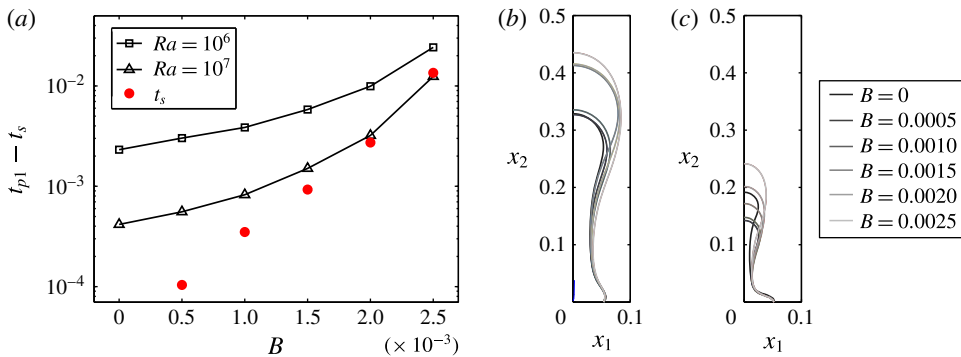 (a)
Ra = 10^6
Ra = 10^7
t_s
10^−2
10^−3
10^−4
t_p1 − t_s
0 0.5 1.0 1.5 2.0 2.5
B (× 10^−3)
(b)
0.5
0.4
0.3
x_2
0.2
0.1
0 0.1
x_1
(c)
0.5
0.4
0.3
x_2
0.2
0.1
0 0.1
x_1
B = 0
B = 0.0005
B = 0.0010
B = 0.0015
B = 0.0020
B = 0.0025